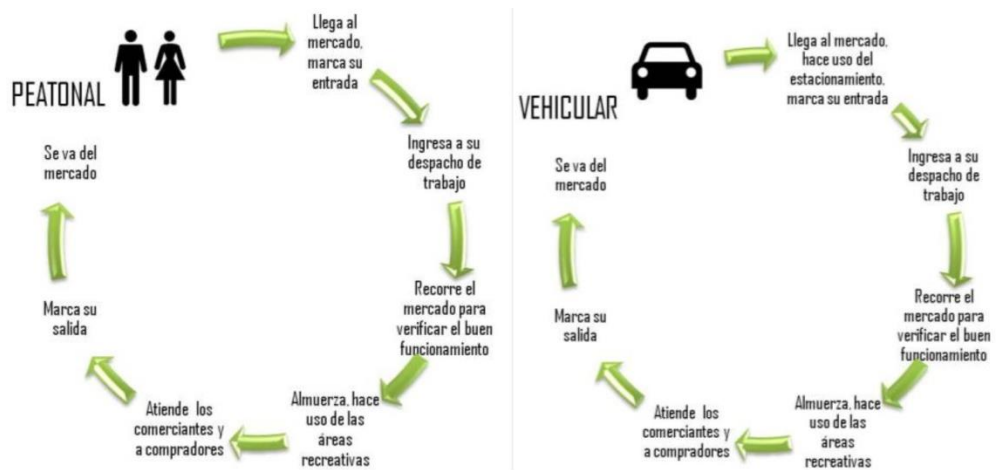 PEATONAL
Llega al
mercado,
marca su
entrada
Ingresa a su
despacho de
trabajo
Recorre el
mercado para
verificar el buen
funcionamiento
Almuerza, hace
uso de las
áreas
recreativas
Atiende los
comerciantes y
a compradores
Marca su
salida
Se va del
mercado
VEHICULAR
Llega al mercado,
hace uso del
estacionamiento,
marca su entrada
Ingresa a su
despacho de
trabajo
Recorre el
mercado para
verificar el buen
funcionamiento
Almuerza, hace
uso de las
áreas
recreativas
Atiende los
comerciantes y
a compradores
Marca su
salida
Se va del
mercado